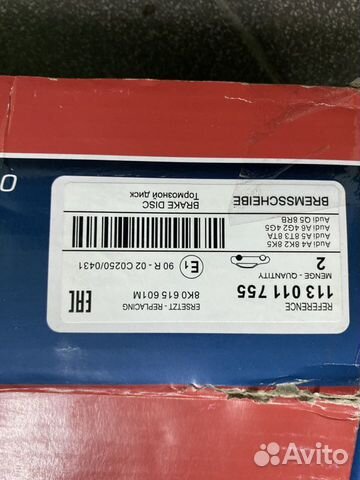 REFERENCE
113 011 755
ERSETZT - REPLACING
8K0 615 601M
MENGE - QUANTITY
2
E1
90 R - 02 C0250/0431
EAC
Audi A4 8K2 8K5
Audi A5 8T3 8TA
Audi A6 4G2 4G5
Audi Q5 8RB
BREMSSCHEIBE
BRAKE DISC
Тормозной диск
Avito